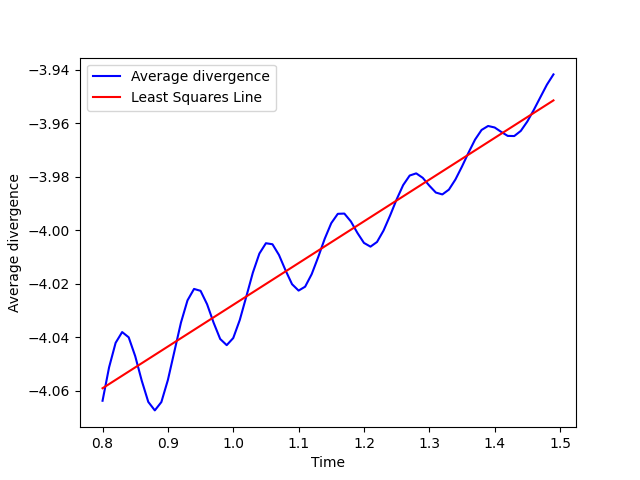 Average divergence
Least Squares Line
Average divergence
−3.94
−3.96
−3.98
−4.00
−4.02
−4.04
−4.06
0.8 0.9 1.0 1.1 1.2 1.3 1.4 1.5
Time